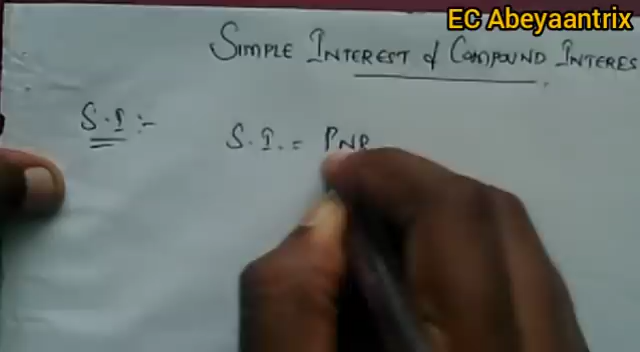 EC Abeyaantrix
SIMPLE INTEREST & COMPOUND INTERES
S.I :- S.I. = PNR